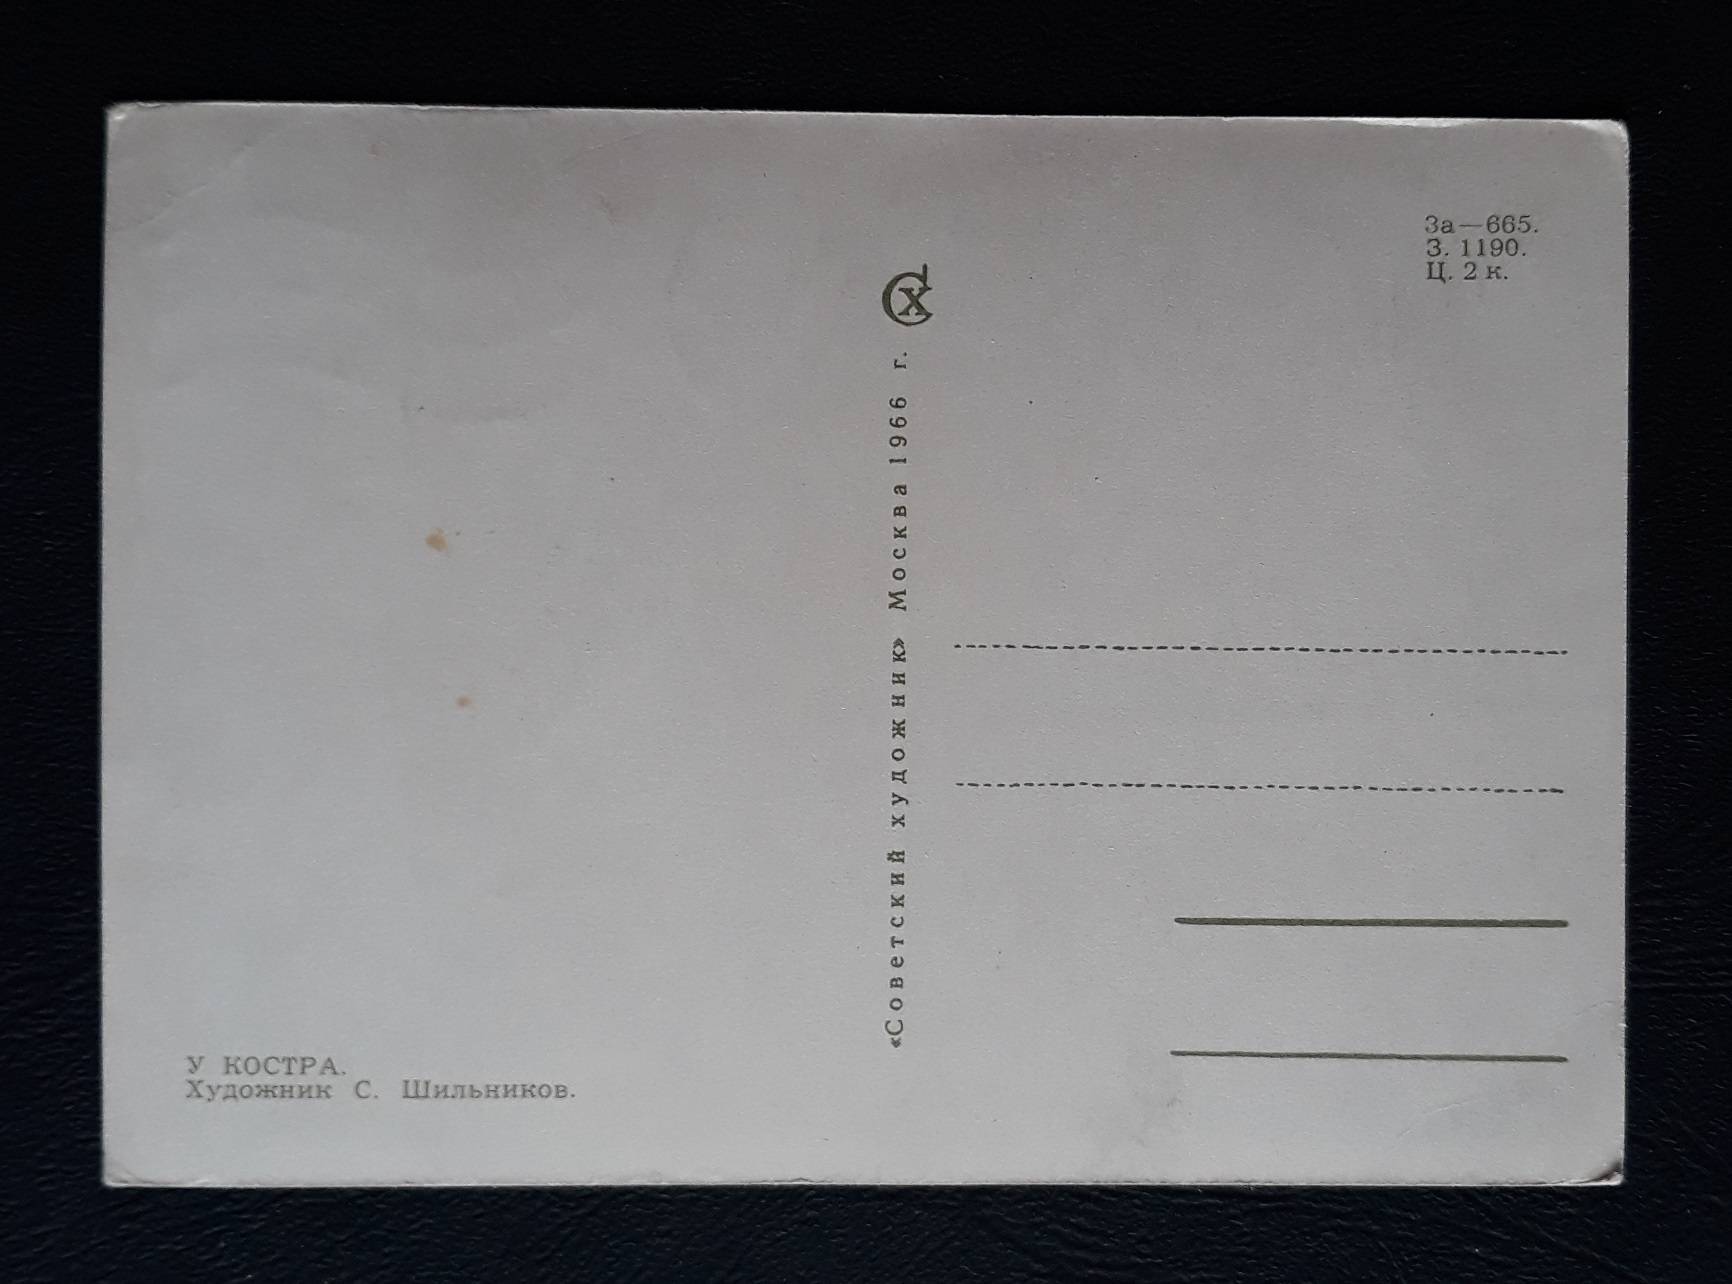 За—665.
З. 1190.
Ц. 2 к.
СХ
«Советский художник» Москва 1966 г.
У КОСТРА.
Художник С. Шильников.